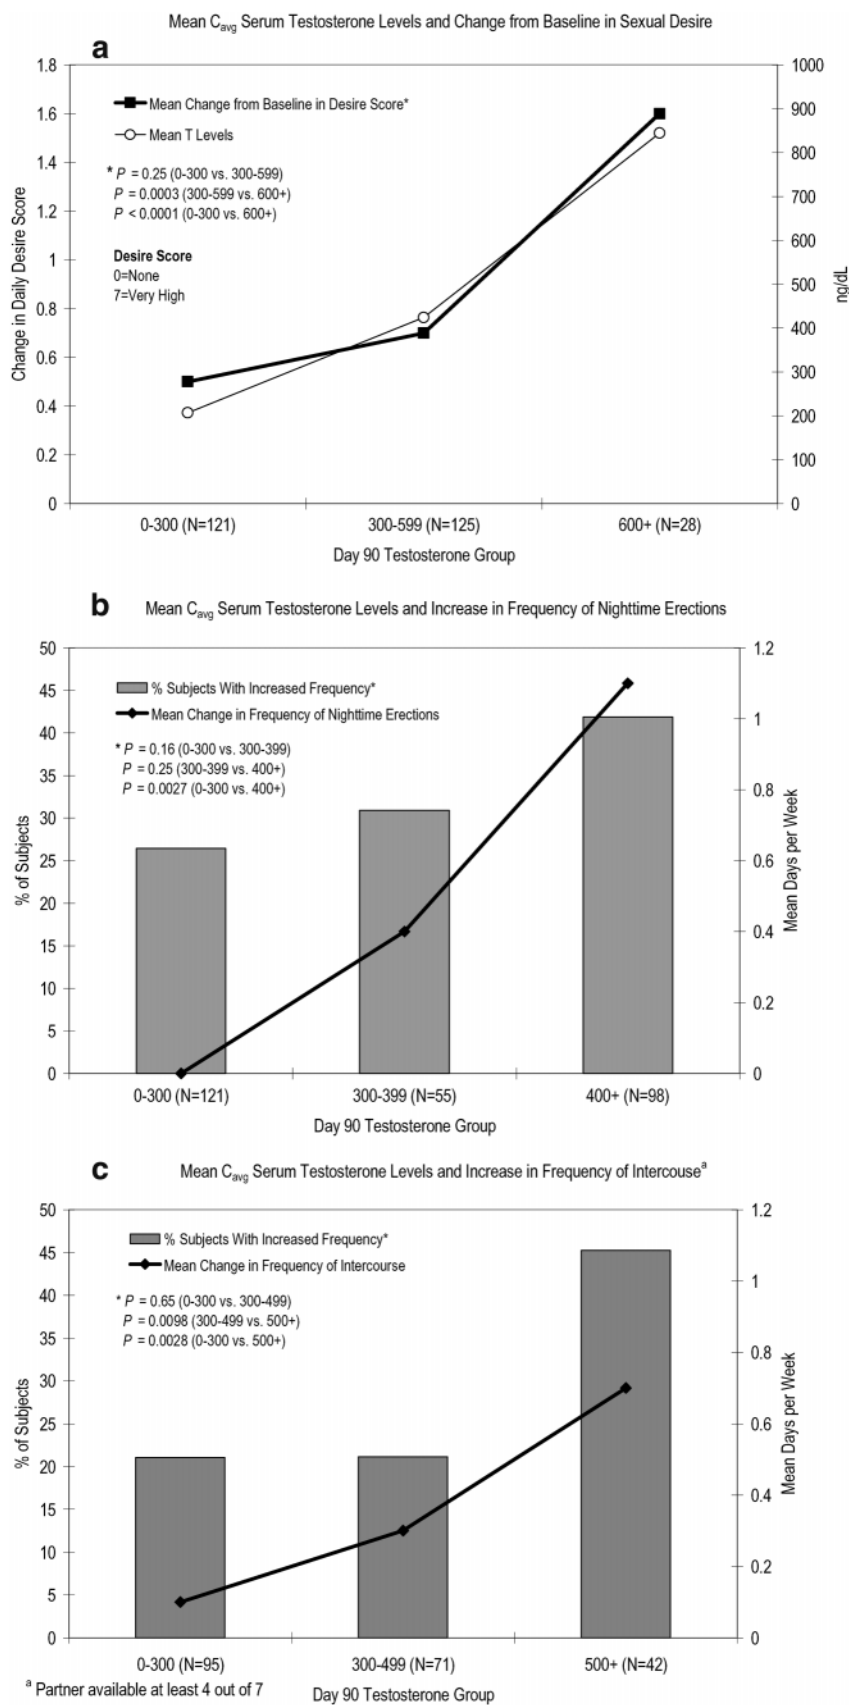 Mean Cavg Serum Testosterone Levels and Change from Baseline in Sexual Desire
a
1.8
1.6
1.4
1.2
1
0.8
0.6
0.4
0.2
0
Change in Daily Desire Score
Mean Change from Baseline in Desire Score*
Mean T Levels
* P = 0.25 (0-300 vs. 300-599)
P = 0.0003 (300-599 vs. 600+)
P < 0.0001 (0-300 vs. 600+)
Desire Score
0=None
7=Very High
1000
900
800
700
600
500
400
300
200
100
0
ng/dL
0-300 (N=121) 300-599 (N=125) 600+ (N=28)
Day 90 Testosterone Group
b
Mean Cavg Serum Testosterone Levels and Increase in Frequency of Nighttime Erections
50
45
40
35
30
25
20
15
10
5
0
% of Subjects
% Subjects With Increased Frequency*
Mean Change in Frequency of Nighttime Erections
* P = 0.16 (0-300 vs. 300-399)
P = 0.25 (300-399 vs. 400+)
P = 0.0027 (0-300 vs. 400+)
1.2
1
0.8
0.6
0.4
0.2
0
Mean Days per Week
0-300 (N=121) 300-399 (N=55) 400+ (N=98)
Day 90 Testosterone Group
c
Mean Cavg Serum Testosterone Levels and Increase in Frequency of Intercouse a
50
45
40
35
30
25
20
15
10
5
0
% of Subjects
% Subjects With Increased Frequency*
Mean Change in Frequency of Intercourse
* P = 0.65 (0-300 vs. 300-499)
P = 0.0098 (300-499 vs. 500+)
P = 0.0028 (0-300 vs. 500+)
1.2
1
0.8
0.6
0.4
0.2
0
Mean Days per Week
0-300 (N=95) 300-499 (N=71) 500+ (N=42)
a Partner available at least 4 out of 7
Day 90 Testosterone Group